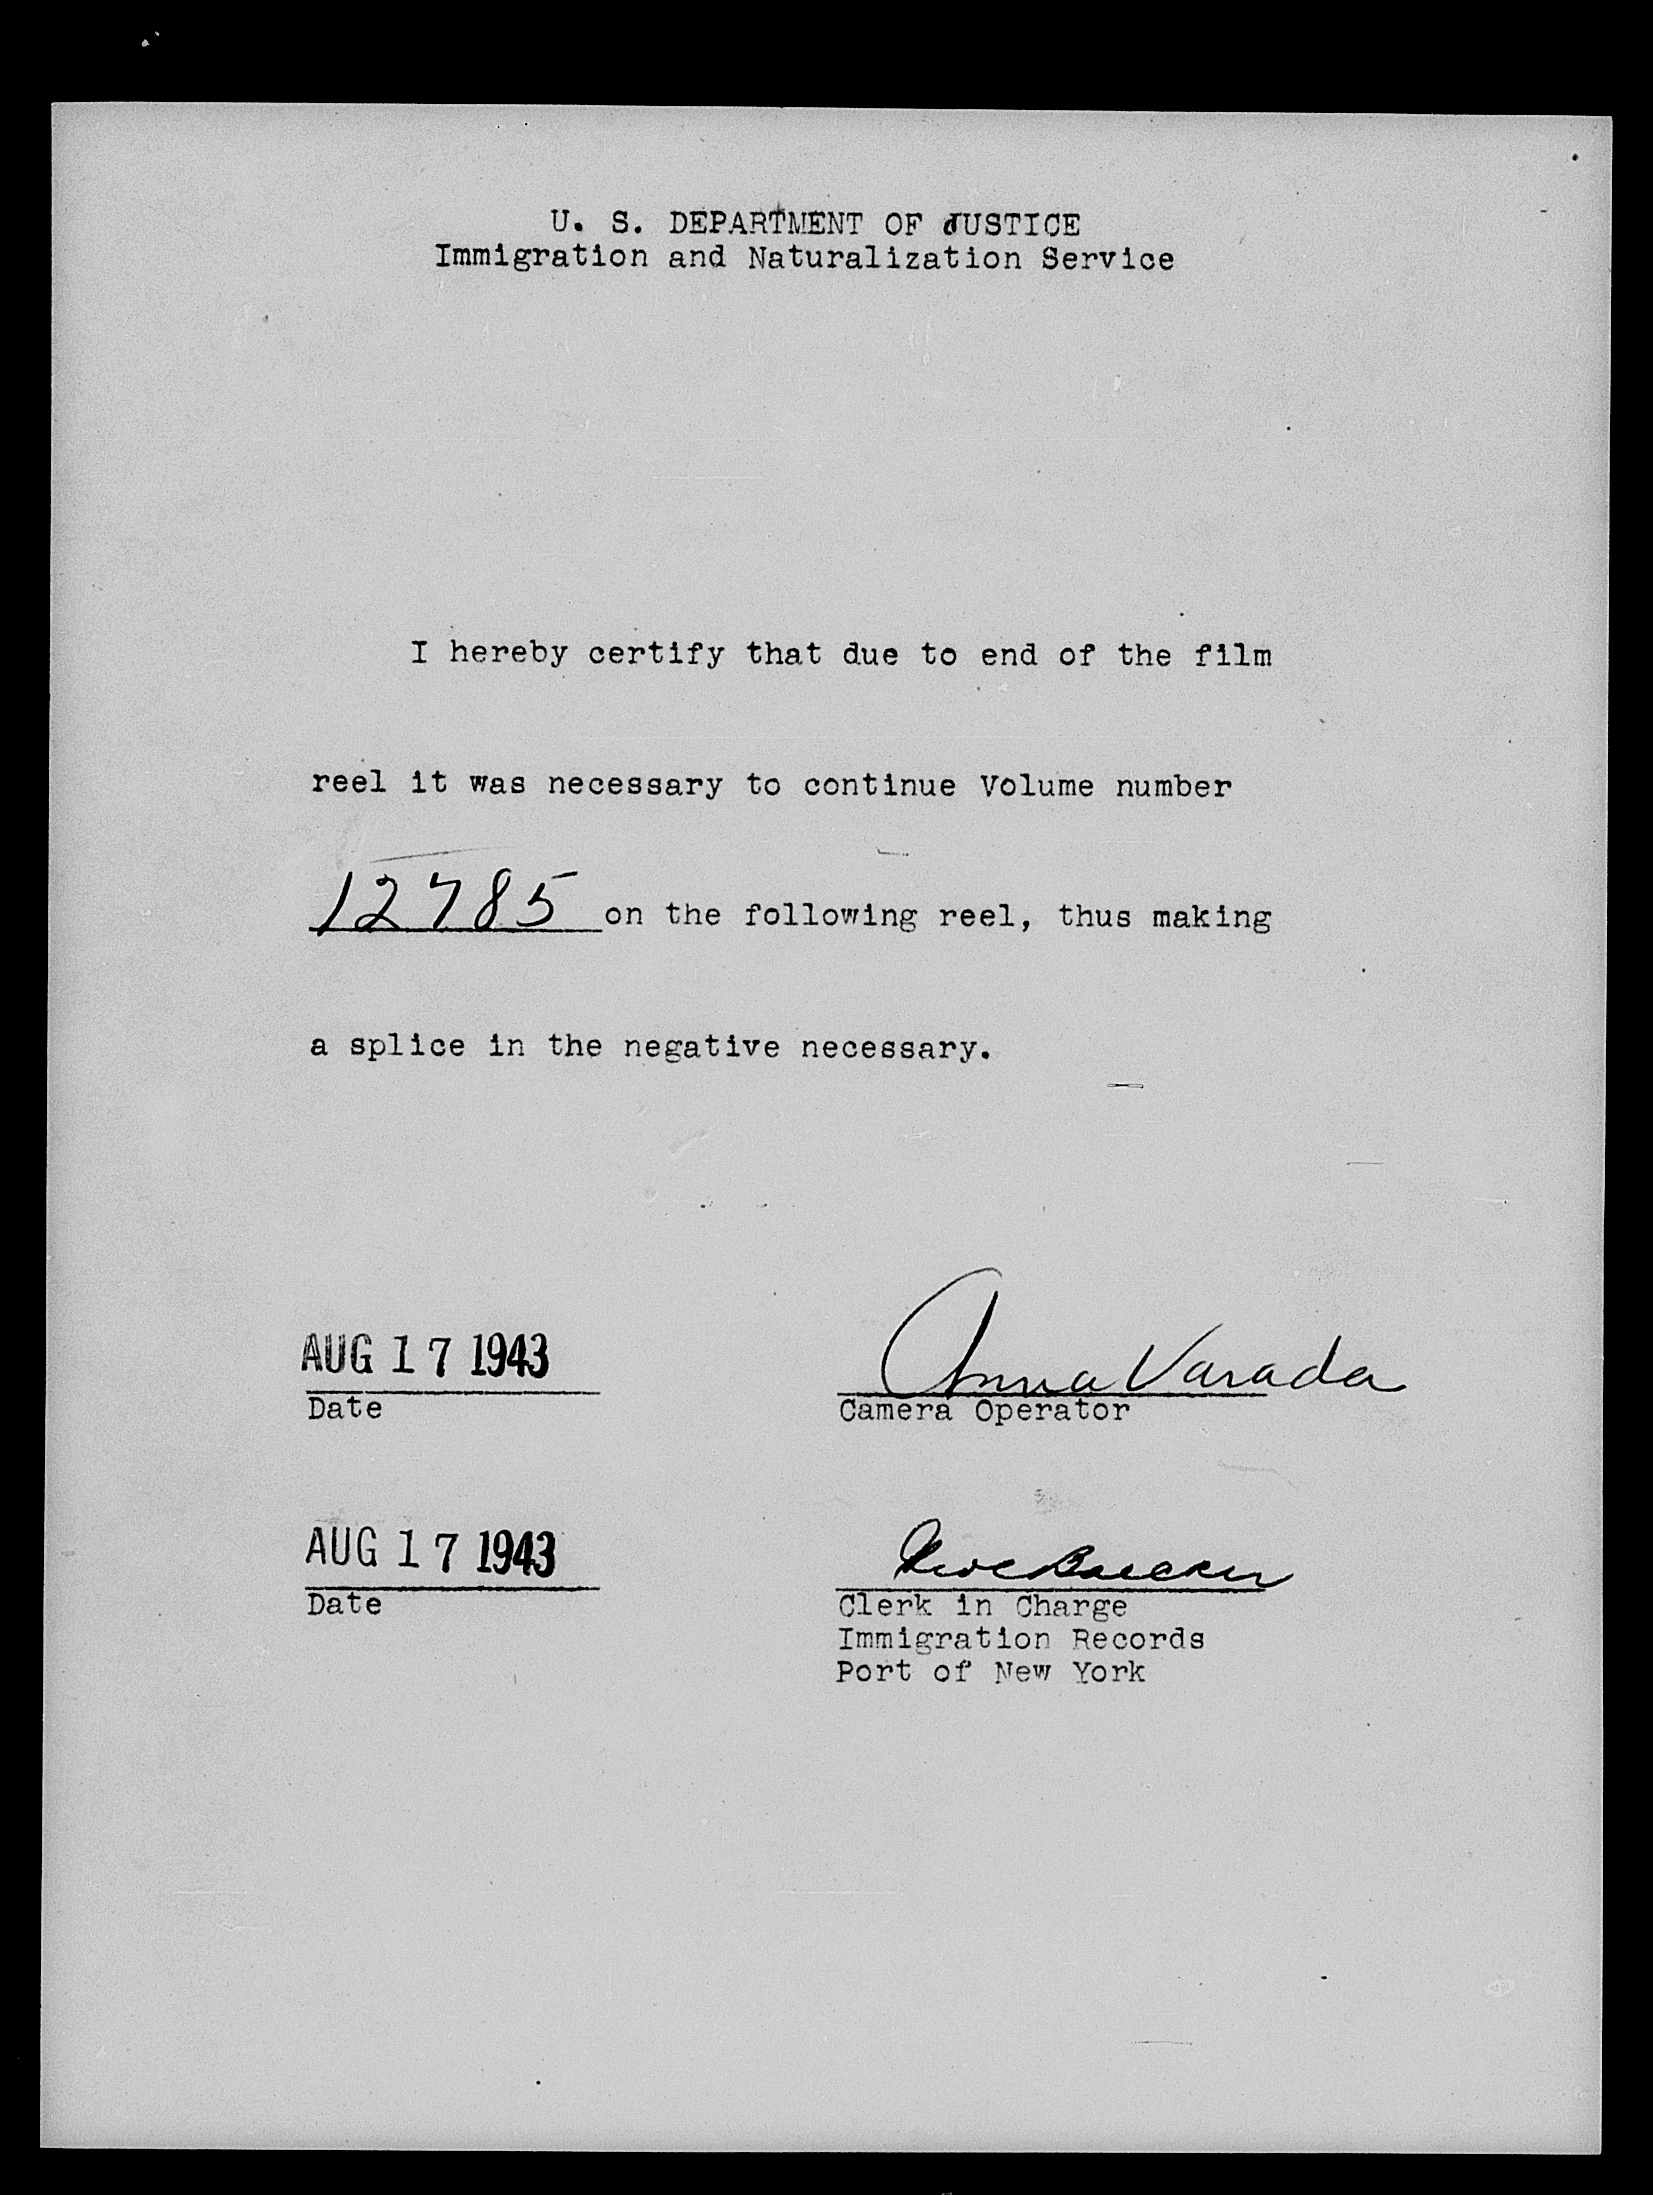 U. S. DEPARTMENT OF JUSTICE
Immigration and Naturalization Service
I hereby certify that due to end of the film
reel it was necessary to continue Volume number
12785 on the following reel, thus making
a splice in the negative necessary.
AUG 17 1943
Anna Varada
Date
Camera Operator
AUG 17 1943
Date
Clerk in Charge
Immigration Records
Port of New York